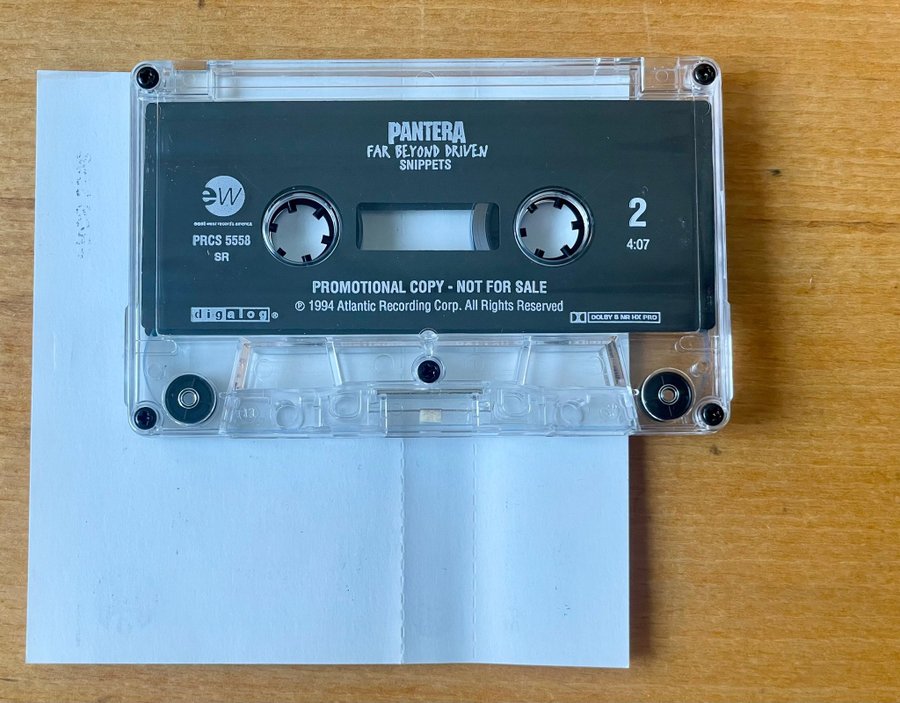 PANTERA
FAR BEYOND DRIVEN
SNIPPETS
ew
east west records america
PRCS 5558
SR
2
4:07
PROMOTIONAL COPY - NOT FOR SALE
℗ 1994 Atlantic Recording Corp. All Rights Reserved
digalog®
DOLBY B NR HX PRO